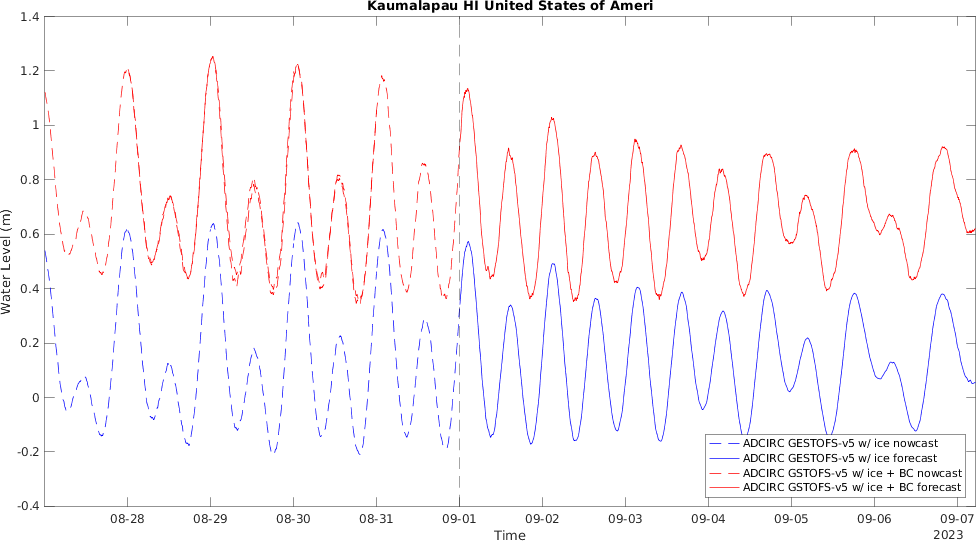 Kaumalapau HI United States of Ameri
1.4
1.2
1
0.8
0.6
0.4
0.2
0
-0.2
-0.4
Water Level (m)
ADCIRC GESTOFS-v5 w/ ice nowcast
ADCIRC GESTOFS-v5 w/ ice forecast
ADCIRC GSTOFS-v5 w/ ice + BC nowcast
ADCIRC GSTOFS-v5 w/ ice + BC forecast
08-28 08-29 08-30 08-31 09-01 09-02 09-03 09-04 09-05 09-06 09-07
Time
2023